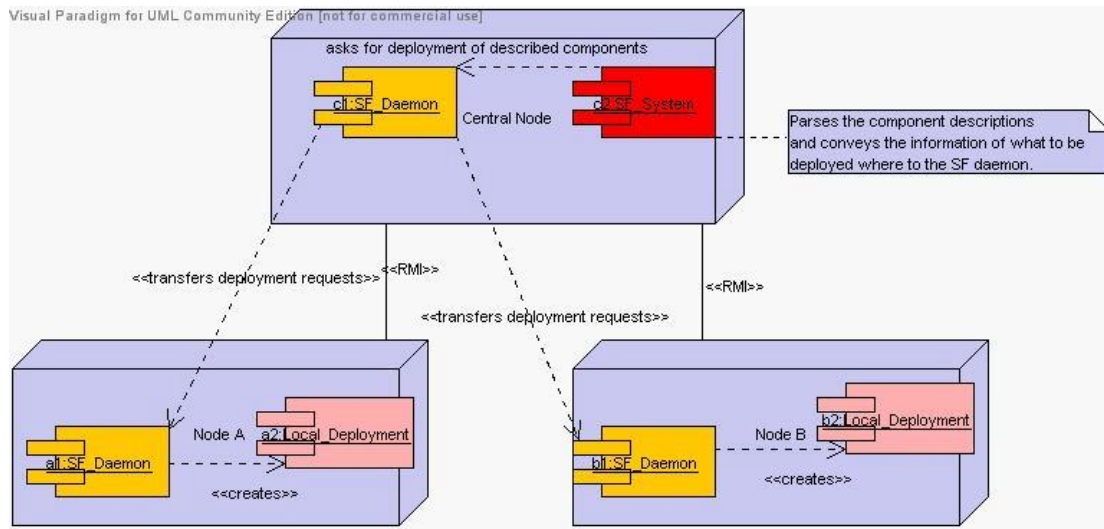 Visual Paradigm for UML Community Edition [not for commercial use]
asks for deployment of described components
c1:SF_Daemon
c2:SF_System
Central Node
Parses the component descriptions
and conveys the information of what to be
deployed where to the SF daemon.
<<transfers deployment requests>>
<<RMI>>
<<RMI>>
<<transfers deployment requests>>
Node A
a2:Local_Deployment
a1:SF_Daemon
<<creates>>
b2:Local_Deployment
Node B
b1:SF_Daemon
<<creates>>